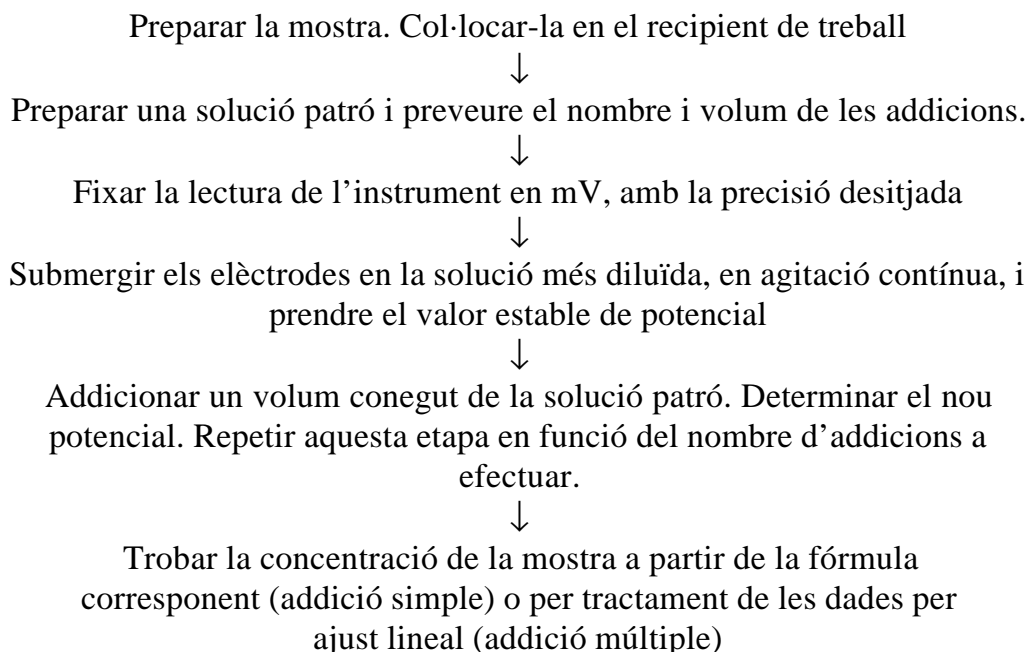 Preparar la mostra. Col·locar-la en el recipient de treball
↓
Preparar una solució patró i preveure el nombre i volum de les addicions.
↓
Fixar la lectura de l’instrument en mV, amb la precisió desitjada
↓
Submergir els elèctrodes en la solució més diluïda, en agitació contínua, i
prendre el valor estable de potencial
↓
Addicionar un volum conegut de la solució patró. Determinar el nou
potencial. Repetir aquesta etapa en funció del nombre d’addicions a
efectuar.
↓
Trobar la concentració de la mostra a partir de la fórmula
corresponent (addició simple) o per tractament de les dades per
ajust lineal (addició múltiple)